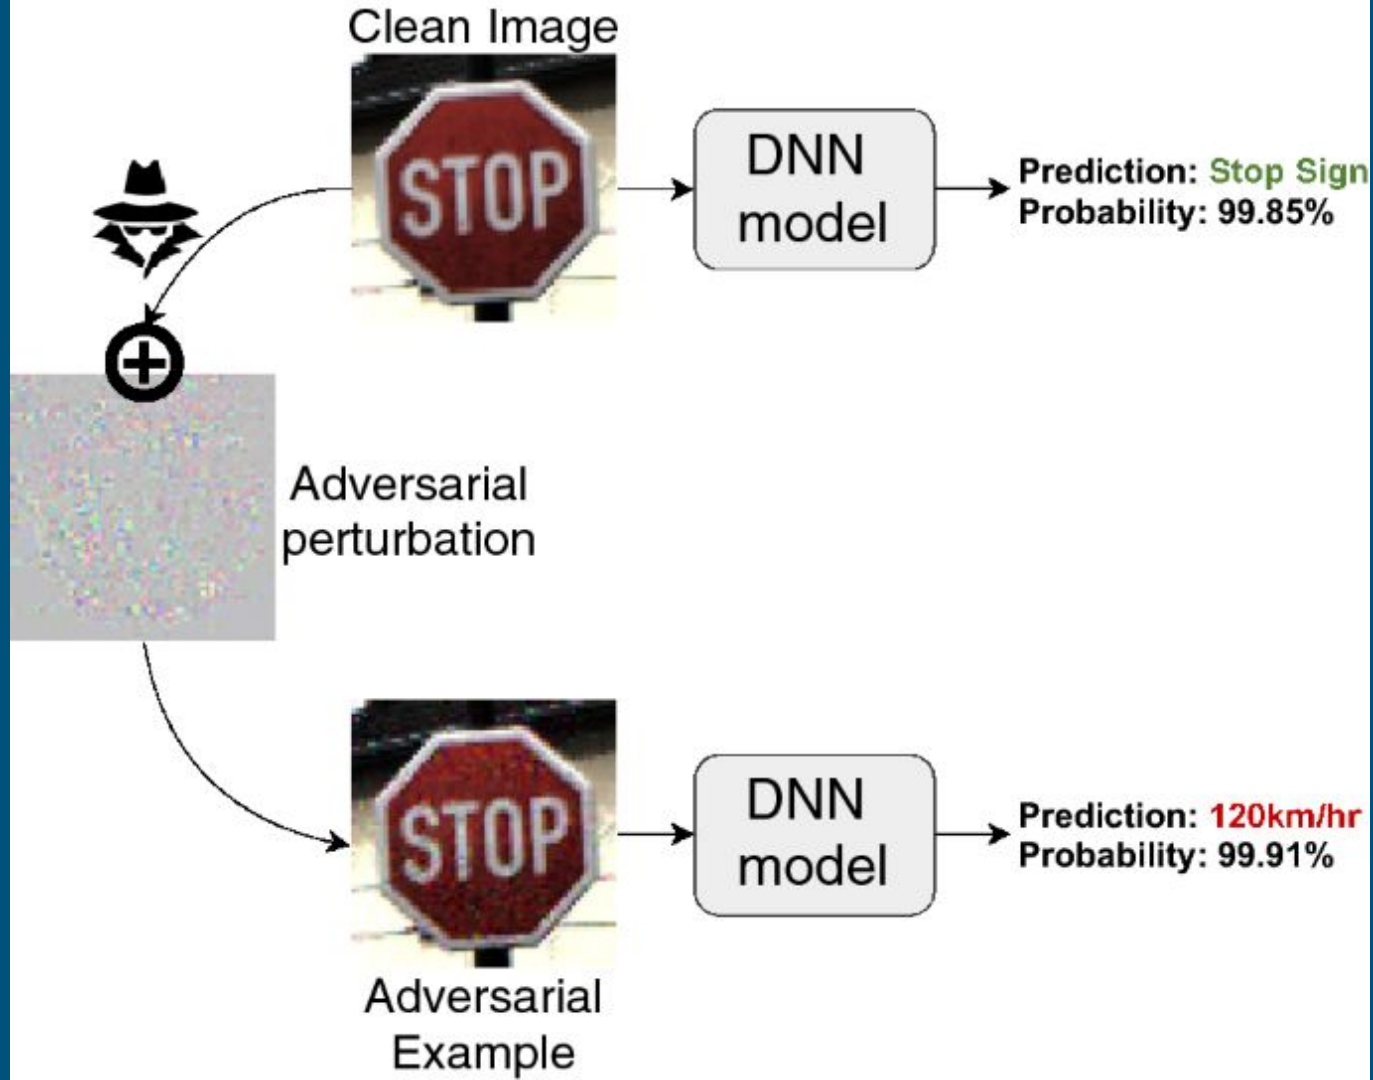 Clean Image
STOP
DNN
model
Prediction: Stop Sign
Probability: 99.85%
Adversarial
perturbation
STOP
DNN
model
Prediction: 120km/hr
Probability: 99.91%
Adversarial
Example